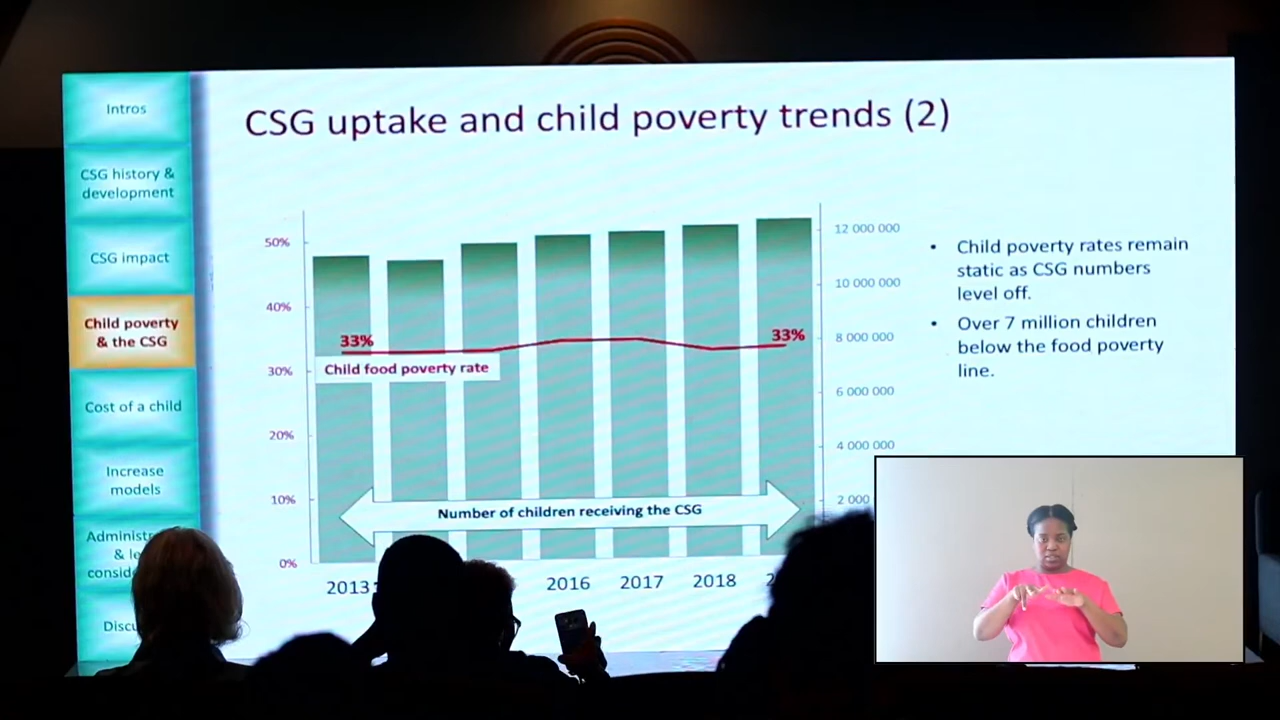 Intros
CSG history &
development
CSG impact
Child poverty
& the CSG
Cost of a child
Increase
models
CSG uptake and child poverty trends (2)
50%
40%
30%
20%
10%
0%
33%
33%
Child food poverty rate
Number of children receiving the CSG
2013
2016
2017
2018
12 000 000
10 000 000
8 000 000
6 000 000
4 000 000
2 000
• Child poverty rates remain
static as CSG numbers
level off.
• Over 7 million children
below the food poverty
line.